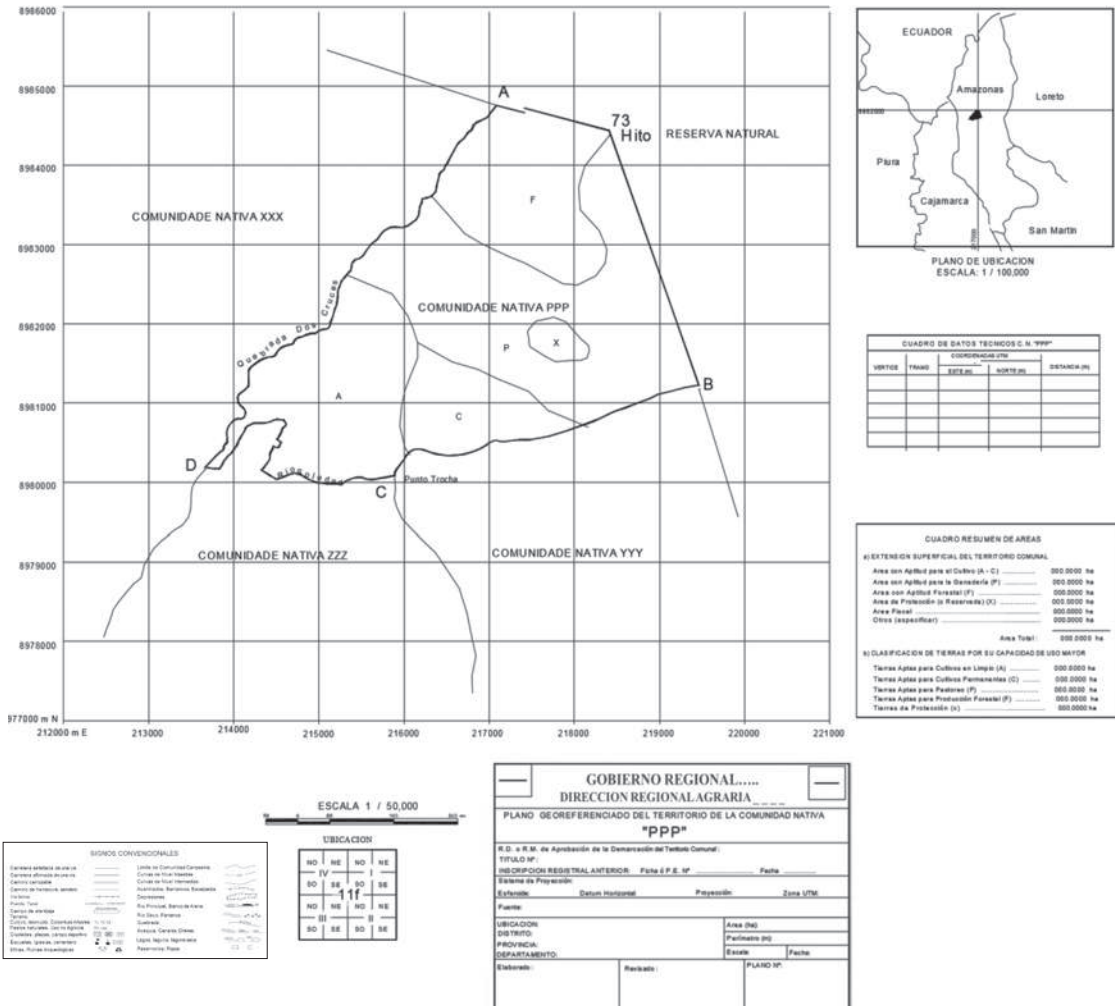 8986000
8985000
8984000
8983000
8982000
8981000
8980000
8979000
8978000
977000 m N
212000 m E
213000
214000
215000
216000
217000
218000
219000
220000
221000
A
73
Hito
RESERVA NATURAL
F
COMUNIDADE NATIVA XXX
COMUNIDADE NATIVA PPP
Quebrada Dos Cruces
P
X
A
C
B
D
C
Punto Trocha
COMUNIDADE NATIVA ZZZ
COMUNIDADE NATIVA YYY
ECUADOR
Amazonas
Loreto
Piura
Cajamarca
San Martin
PLANO DE UBICACION
ESCALA: 1 / 100,000
CUADRO DE DATOS TECNICOS C. N. "PPP"
VERTICE TRAMO COORDENADAS UTM DISTANCIA (m)
ESTE (m) NORTE (m)
CUADRO RESUMEN DE AREAS
a) EXTENSION SUPERFICIAL DEL TERRITORIO COMUNAL
Area con Aptitud para el Cultivo (A - C) 000.0000 ha
Area con Aptitud para la Ganadería (P) 000.0000 ha
Area con Aptitud Forestal (F) 000.0000 ha
Area de Protección (o Reservada) (X) 000.0000 ha
Area Fiscal 000.0000 ha
Otros (especificar) 000.0000 ha
Area Total : 000.0000 ha
b) CLASIFICACION DE TIERRAS POR SU CAPACIDAD DE USO MAYOR
Tierras Aptas para Cultivos en Limpio (A) 000.0000 ha
Tierras Aptas para Cultivos Permanentes (C) 000.0000 ha
Tierras Aptas para Pastoreo (P) 000.0000 ha
Tierras Aptas para Producción Forestal (F) 000.0000 ha
Tierras de Protección (x) 000.0000 ha
ESCALA 1 / 50,000
UBICACION
NO NE NO NE
IV I
SO SE SO SE
11f
NO NE NO NE
III II
SO SE SO SE
SIGNOS CONVENCIONALES
GOBIERNO REGIONAL.....
DIRECCION REGIONAL AGRARIA _ _ _ _
PLANO GEOREFERENCIADO DEL TERRITORIO DE LA COMUNIDAD NATIVA
"PPP"
R.D. o R.M. de Aprobación de la Demarcación del Territorio Comunal :
TITULO Nº :
INSCRIPCION REGISTRAL ANTERIOR: Ficha ó P.E. Nº Fecha
Sistema de Proyección:
Esferoide: Datum Horizontal Proyección: Zona UTM:
Fuente:
UBICACION: Area (ha)
DISTRITO: Perímetro (m)
PROVINCIA:
DEPARTAMENTO: Escala Fecha
Elaborado : Revisado : PLANO Nº: